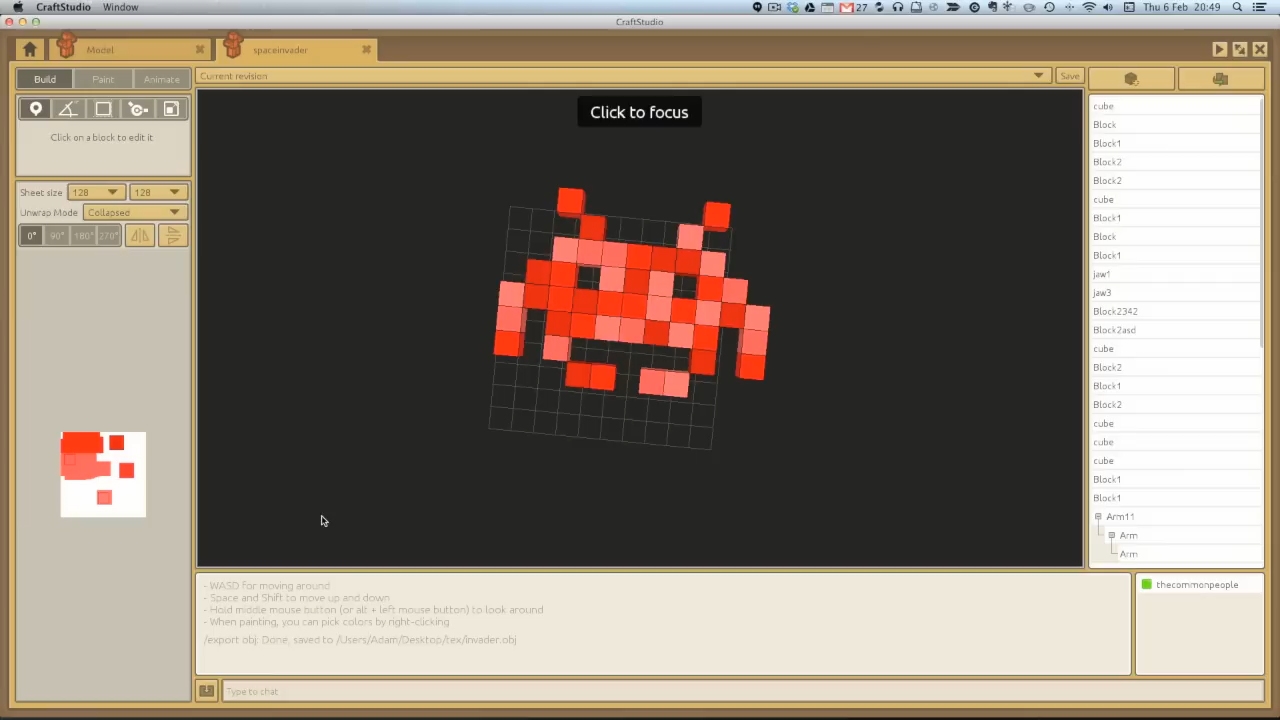 CraftStudio Window
27
Thu 6 Feb 20:49
CraftStudio
Model
spaceinvader
Build Paint Animate
Current revision
Save
Click on a block to edit it
Sheet size 128 128
Unwrap Mode Collapsed
0° 90° 180° 270°
Click to focus
cube
Block
Block1
Block2
Block2
cube
Block1
Block
Block1
jaw1
jaw3
Block2342
Block2asd
cube
Block2
Block1
Block2
cube
cube
cube
Block1
Block1
Arm11
Arm
Arm
- WASD for moving around
- Space and Shift to move up and down
- Hold middle mouse button (or alt + left mouse button) to look around
- When painting, you can pick colors by right-clicking
/export obj: Done, saved to /Users/Adam/Desktop/tex/invader.obj
thecommonpeople
Type to chat